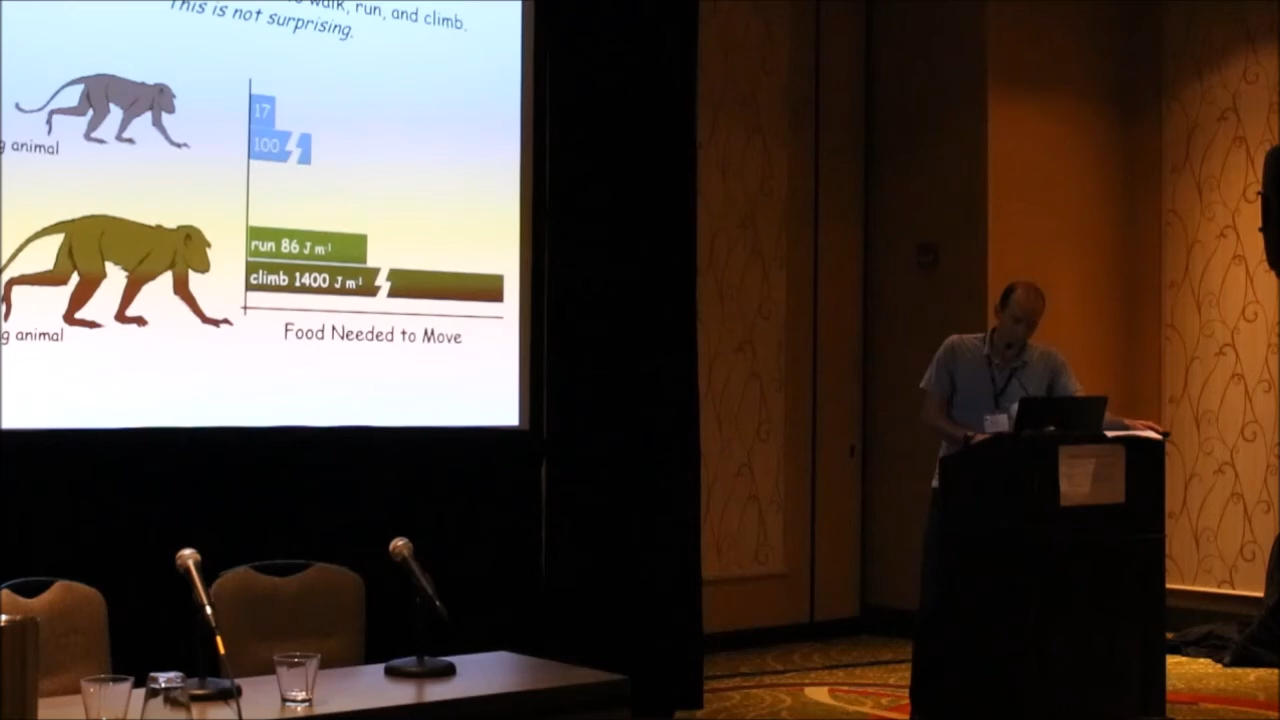 walk, run, and climb.
This is not surprising.
17
100
g animal
run 86 J m⁻¹
climb 1400 J m⁻¹
g animal
Food Needed to Move